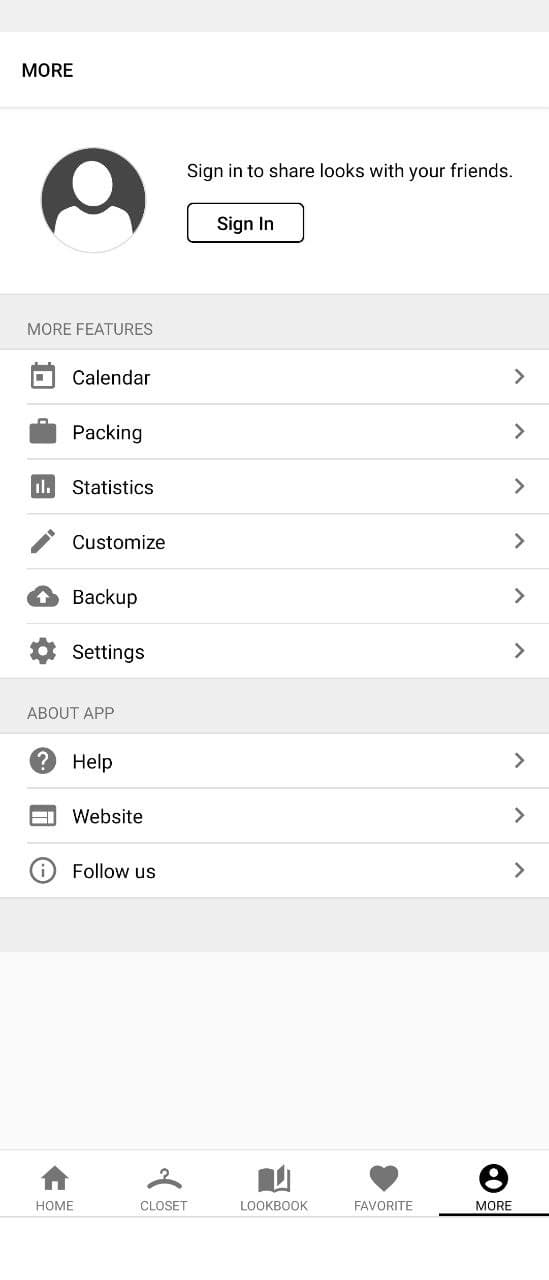 MORE
Sign in to share looks with your friends.
Sign In
MORE FEATURES
Calendar
Packing
Statistics
Customize
Backup
Settings
ABOUT APP
Help
Website
Follow us
HOME CLOSET LOOKBOOK FAVORITE MORE